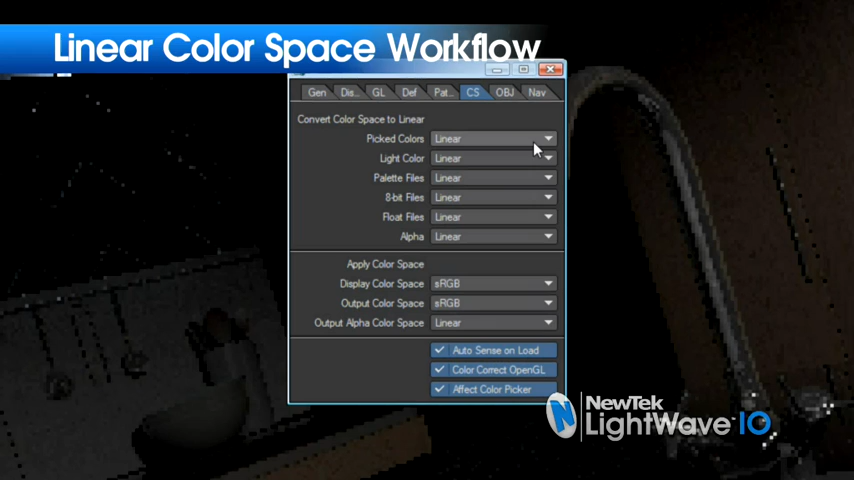 Linear Color Space Workflow
Gen Dis... GL Def Pat... CS OBJ Nav
Convert Color Space to Linear
Picked Colors Linear
Light Color Linear
Palette Files Linear
8-bit Files Linear
Float Files Linear
Alpha Linear
Apply Color Space
Display Color Space sRGB
Output Color Space sRGB
Output Alpha Color Space Linear
Auto Sense on Load
Color Correct OpenGL
Affect Color Picker
NewTek
LightWave™ 10